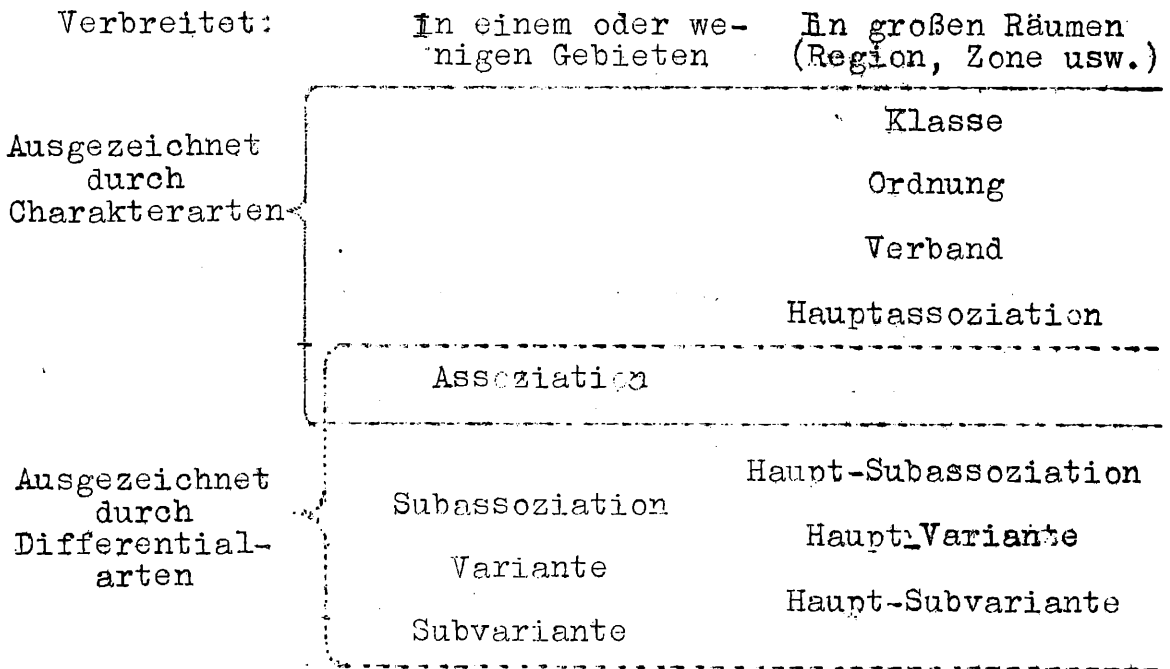 Verbreitet: In einem oder we- In großen Räumen
nigen Gebieten (Region, Zone usw.)
Klasse
Ausgezeichnet
durch
Charakterarten
Ordnung
Verband
Hauptassoziation
Assoziation
Ausgezeichnet
durch
Differential-
arten
Haupt-Subassoziation
Subassoziation
Haupt-Variante
Variante
Haupt-Subvariante
Subvariante